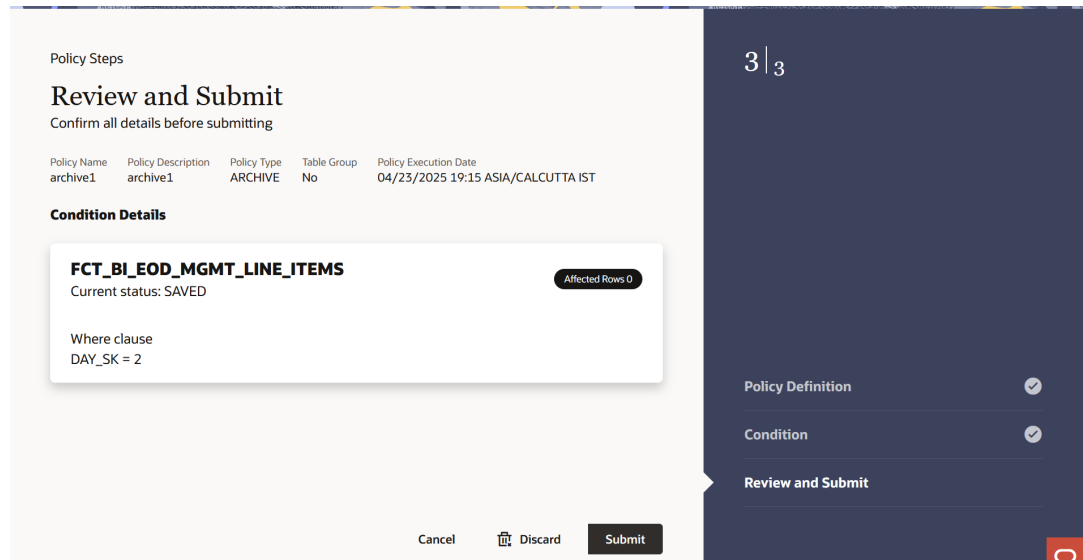 Policy Steps
Review and Submit
Confirm all details before submitting
Policy Name Policy Description Policy Type Table Group Policy Execution Date
archive1 archive1 ARCHIVE No 04/23/2025 19:15 ASIA/CALCUTTA IST
Condition Details
FCT_BI_EOD_MGMT_LINE_ITEMS
Affected Rows 0
Current status: SAVED
Where clause
DAY_SK = 2
Cancel Discard Submit
3 | 3
Policy Definition
Condition
Review and Submit